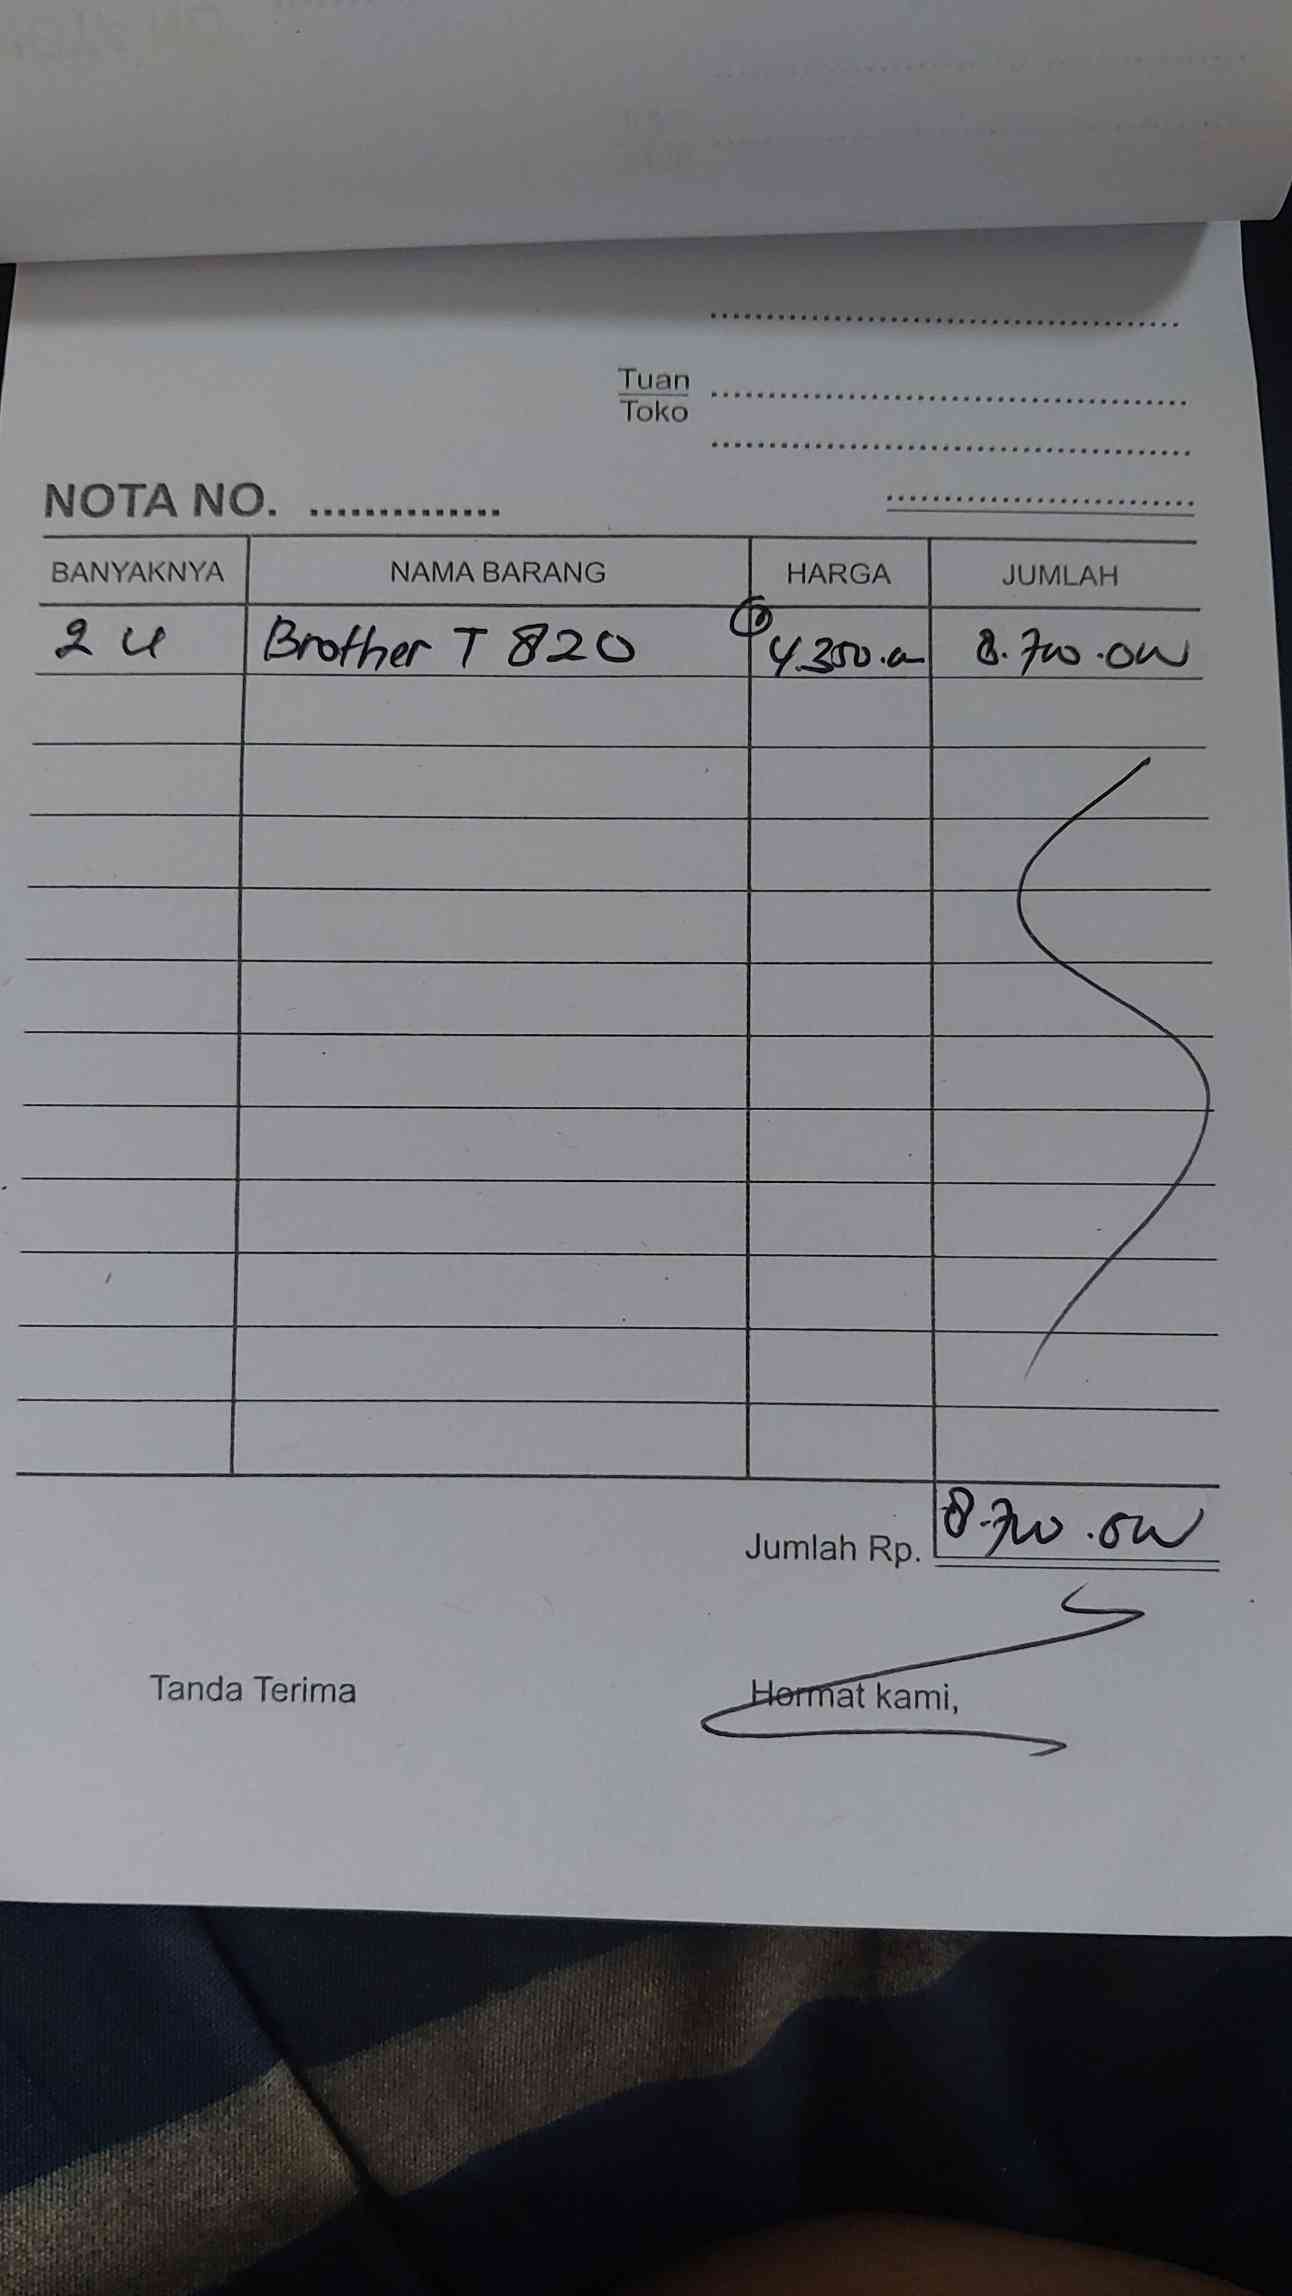 Tuan
Toko
NOTA NO. ..............
BANYAKNYA NAMA BARANG HARGA JUMLAH
2 u Brother T 820 @ 4.350.000 8.700.000
Jumlah Rp. 8.700.000
Tanda Terima Hormat kami,